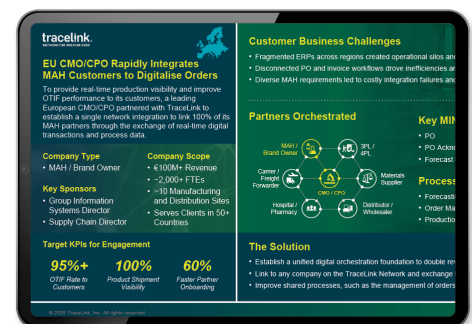 tracelink.
NETWORK FOR GREATER GOOD
EU CMO/CPO Rapidly Integrates
MAH Customers to Digitalise Orders
To provide real-time production visibility and improve
OTIF performance to its customers, a leading
European CMO/CPO partnered with TraceLink to
establish a single network integration to link 100% of its
MAH partners through the exchange of real-time digital
transactions and process data.
Company Type
• MAH / Brand Owner
Key Sponsors
• Group Information
Systems Director
• Supply Chain Director
Company Scope
• €100M+ Revenue
• ~2,000+ FTEs
• ~10 Manufacturing
and Distribution Sites
• Serves Clients in 50+
Countries
Target KPIs for Engagement
95%+
OTIF Rate to
Customers
100%
Product Shipment
Visibility
60%
Faster Partner
Onboarding
© 2025 TraceLink, Inc. All rights reserved.
Customer Business Challenges
• Fragmented ERPs across regions created operational silos and
• Disconnected PO and invoice workflows drove inefficiencies ar
• Diverse MAH requirements led to costly integration failures and
Partners Orchestrated
MAH /
Brand Owner
3PL /
4PL
Carrier /
Freight
Forwarder
Materials
Supplier
CMO / CPO
Hospital /
Pharmacy
Distributor /
Wholesaler
Key MIN
• PO
• PO Ackno
• Forecast
Process
• Forecastin
• Order Ma
• Productio
The Solution
• Establish a unified digital orchestration foundation to double re
• Link to any company on the TraceLink Network and exchange
• Improve shared processes, such as the management of orders